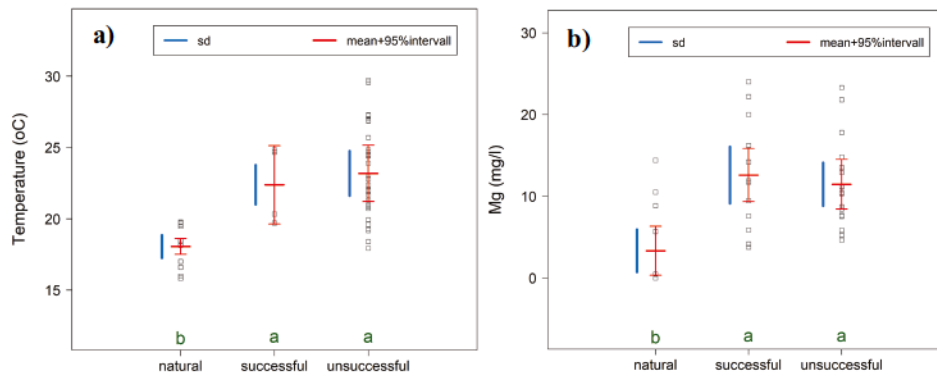 a)
sd
mean+95%intervall
Temperature (oC)
30
25
20
15
b
a
a
natural
successful
unsuccessful
b)
sd
mean+95%intervall
Mg (mg/l)
30
20
10
0
b
a
a
natural
successful
unsuccessful